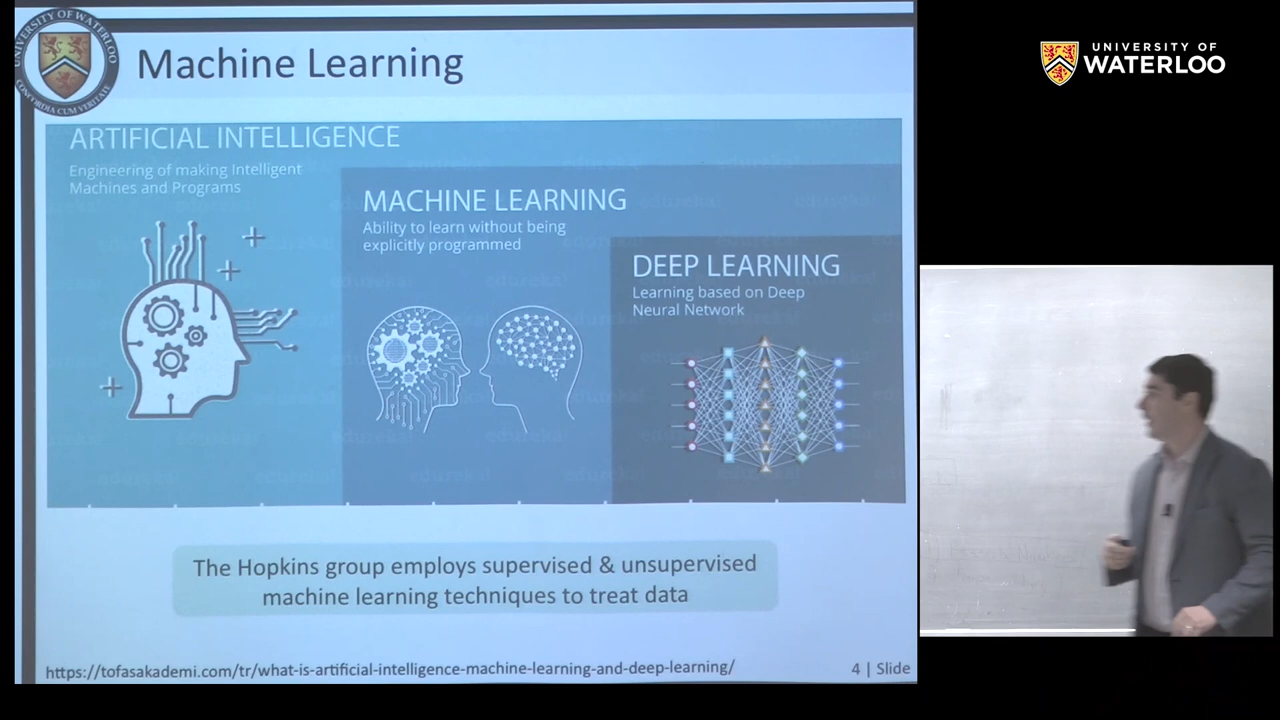 UNIVERSITY OF WATERLOO
CONCORDIA CUM VERITATE
Machine Learning
UNIVERSITY OF
WATERLOO
ARTIFICIAL INTELLIGENCE
Engineering of making Intelligent
Machines and Programs
MACHINE LEARNING
Ability to learn without being
explicitly programmed
DEEP LEARNING
Learning based on Deep
Neural Network
edureka!
The Hopkins group employs supervised & unsupervised
machine learning techniques to treat data
https://tofasakademi.com/tr/what-is-artificial-intelligence-machine-learning-and-deep-learning/
4 | Slide